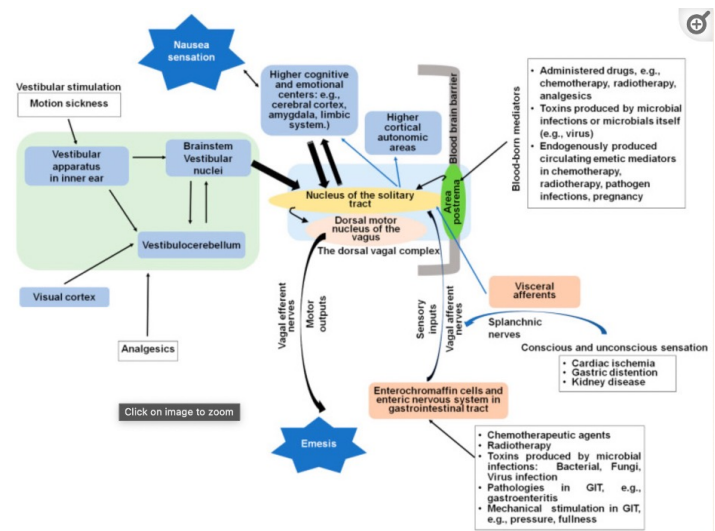 Nausea
sensation
Higher cognitive
and emotional
centers: e.g.,
cerebral cortex,
amygdala, limbic
system.)
Higher
cortical
autonomic
areas
Blood brain barrier
Blood-born mediators
• Administered drugs, e.g.,
chemotherapy, radiotherapy,
analgesics
• Toxins produced by microbial
infections or microbials itself
(e.g., virus)
• Endogenously produced
circulating emetic mediators
in chemotherapy,
radiotherapy, pathogen
infections, pregnancy
Vestibular stimulation
Motion sickness
Vestibular
apparatus
in inner ear
Brainstem
Vestibular
nuclei
Vestibulocerebellum
Visual cortex
Analgesics
Nucleus of the solitary
tract
Dorsal motor
nucleus of the
vagus
The dorsal vagal complex
Area
postrema
Vagal efferent
nerves
Motor
outputs
Sensory
inputs
Vagal afferent
nerves
Visceral
afferents
Splanchnic
nerves
Conscious and unconscious sensation
• Cardiac ischemia
• Gastric distention
• Kidney disease
Enterochromaffin cells and
enteric nervous system in
gastrointestinal tract
Click on image to zoom
Emesis
• Chemotherapeutic agents
• Radiotherapy
• Toxins produced by microbial
infections: Bacterial, Fungi,
Virus infection
• Pathologies in GIT, e.g.,
gastroenteritis
• Mechanical stimulation in GIT,
e.g., pressure, fullness